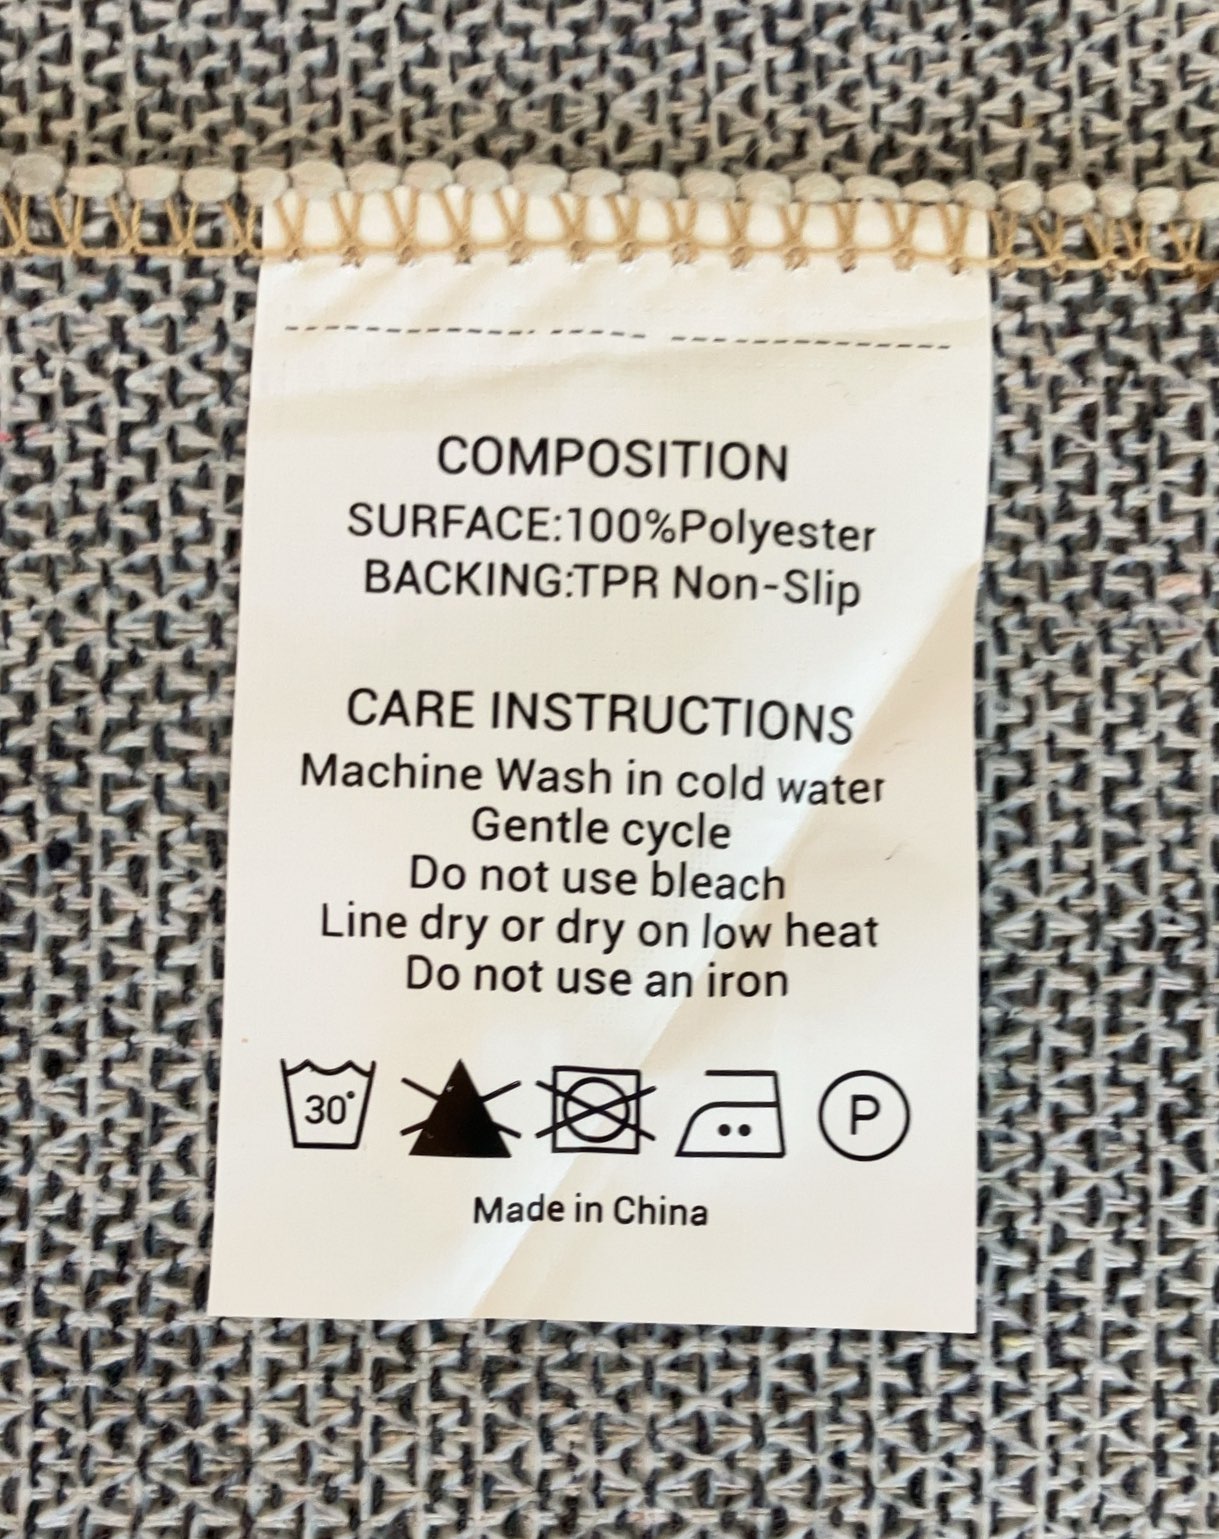 COMPOSITION
SURFACE:100%Polyester
BACKING:TPR Non-Slip
CARE INSTRUCTIONS
Machine Wash in cold water
Gentle cycle
Do not use bleach
Line dry or dry on low heat
Do not use an iron
30° P
Made in China